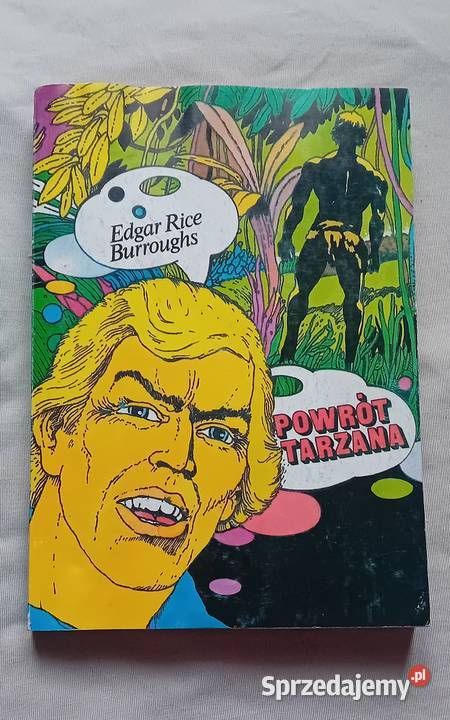 Edgar Rice
Burroughs
POWRÓT
TARZANA
Sprzedajemy.pl